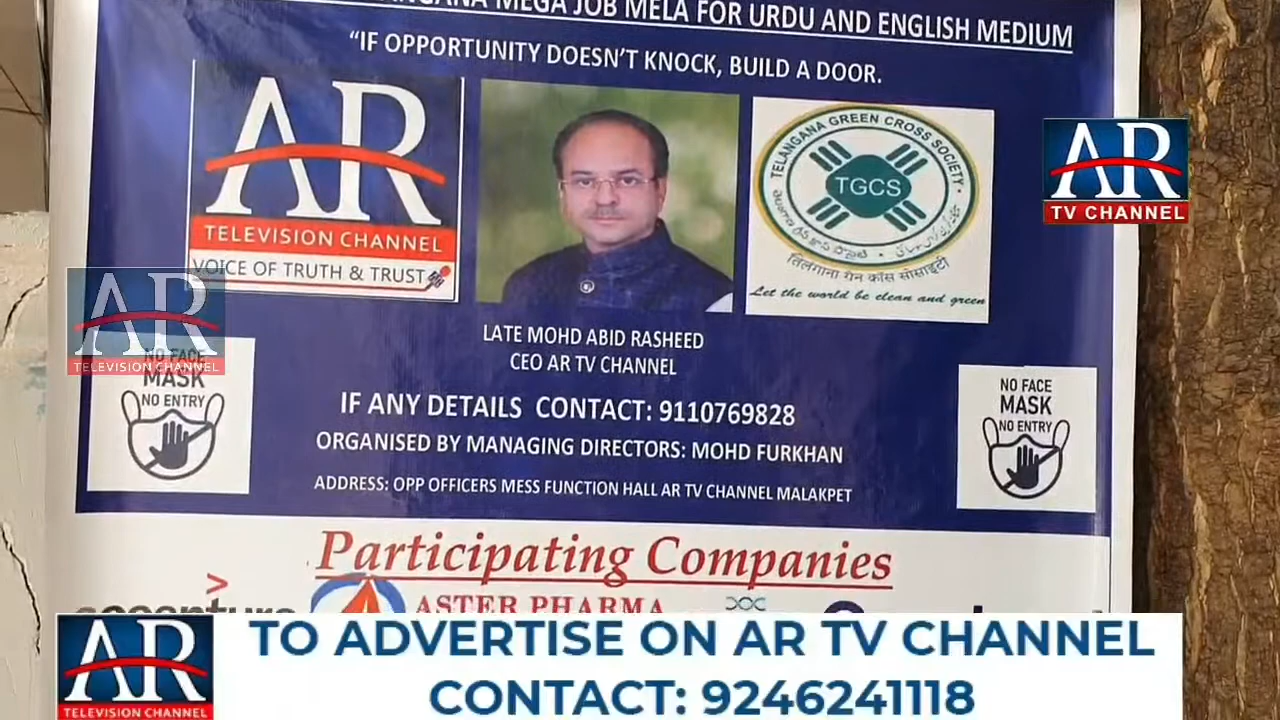 MEGA JOB MELA FOR URDU AND ENGLISH MEDIUM
“IF OPPORTUNITY DOESN’T KNOCK, BUILD A DOOR.
AR
TELEVISION CHANNEL
VOICE OF TRUTH & TRUST
TELANGANA GREEN CROSS SOCIETY
TGCS
तिलंगाना ग्रीन क्रॉस सोसाइटी
Let the world be clean and green
AR
TV CHANNEL
AR
TELEVISION CHANNEL
LATE MOHD ABID RASHEED
CEO AR TV CHANNEL
NO FACE
MASK
NO ENTRY
NO FACE
MASK
NO ENTRY
IF ANY DETAILS CONTACT: 9110769828
ORGANISED BY MANAGING DIRECTORS: MOHD FURKHAN
ADDRESS: OPP OFFICERS MESS FUNCTION HALL AR TV CHANNEL MALAKPET
Participating Companies
accenture
ASTER PHARMA
AR
TELEVISION CHANNEL
TO ADVERTISE ON AR TV CHANNEL
CONTACT: 9246241118